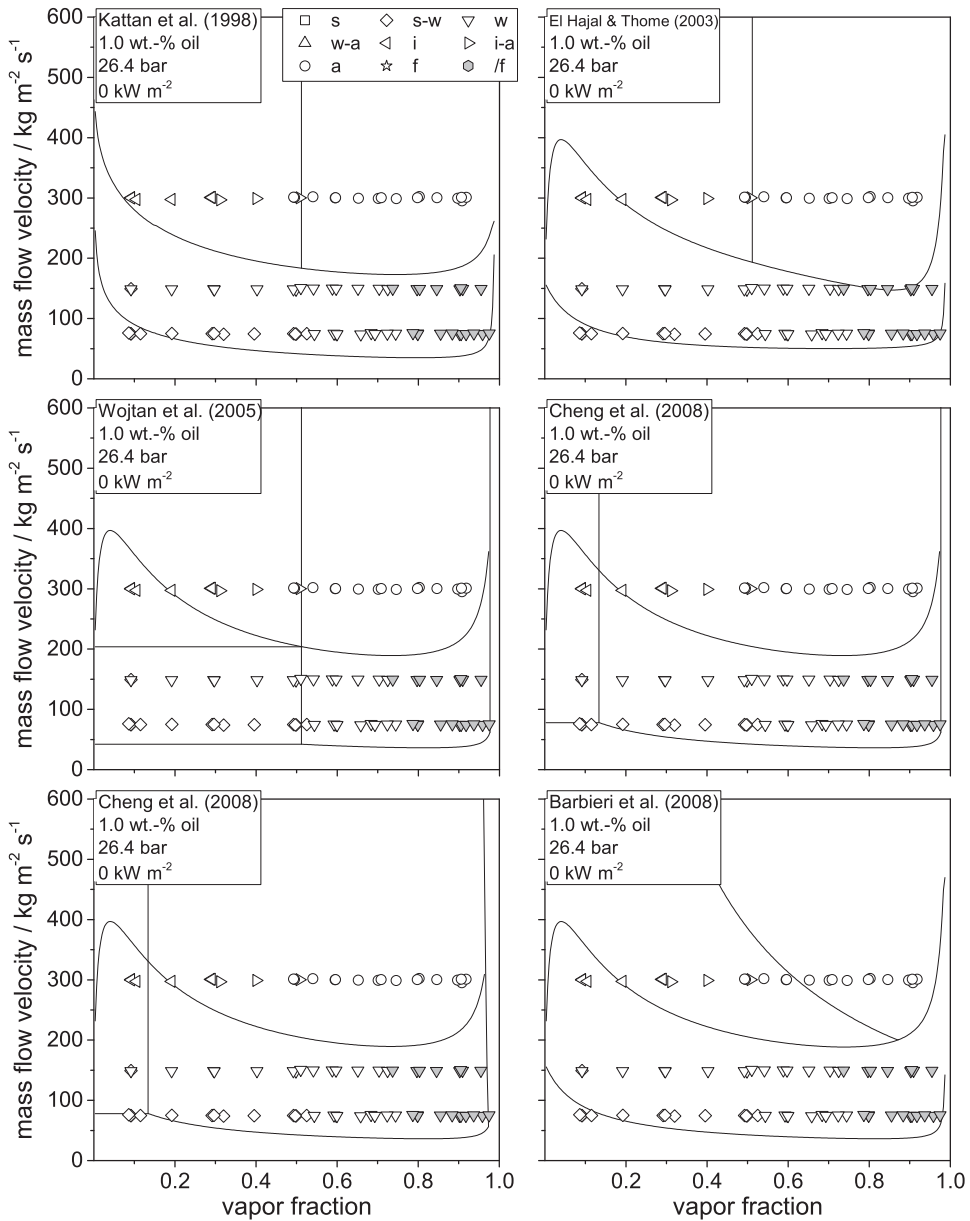 Kattan et al. (1998)
1.0 wt.-% oil
26.4 bar
0 kW m-2
s s-w w
w-a i i-a
a f /f
El Hajal & Thome (2003)
1.0 wt.-% oil
26.4 bar
0 kW m-2
600
500
400
300
200
100
0
mass flow velocity / kg m-2 s-1
Wojtan et al. (2005)
1.0 wt.-% oil
26.4 bar
0 kW m-2
Cheng et al. (2008)
1.0 wt.-% oil
26.4 bar
0 kW m-2
600
500
400
300
200
100
0
mass flow velocity / kg m-2 s-1
Cheng et al. (2008)
1.0 wt.-% oil
26.4 bar
0 kW m-2
Barbieri et al. (2008)
1.0 wt.-% oil
26.4 bar
0 kW m-2
600
500
400
300
200
100
0
mass flow velocity / kg m-2 s-1
0.2 0.4 0.6 0.8 1.0
vapor fraction
0.2 0.4 0.6 0.8 1.0
vapor fraction